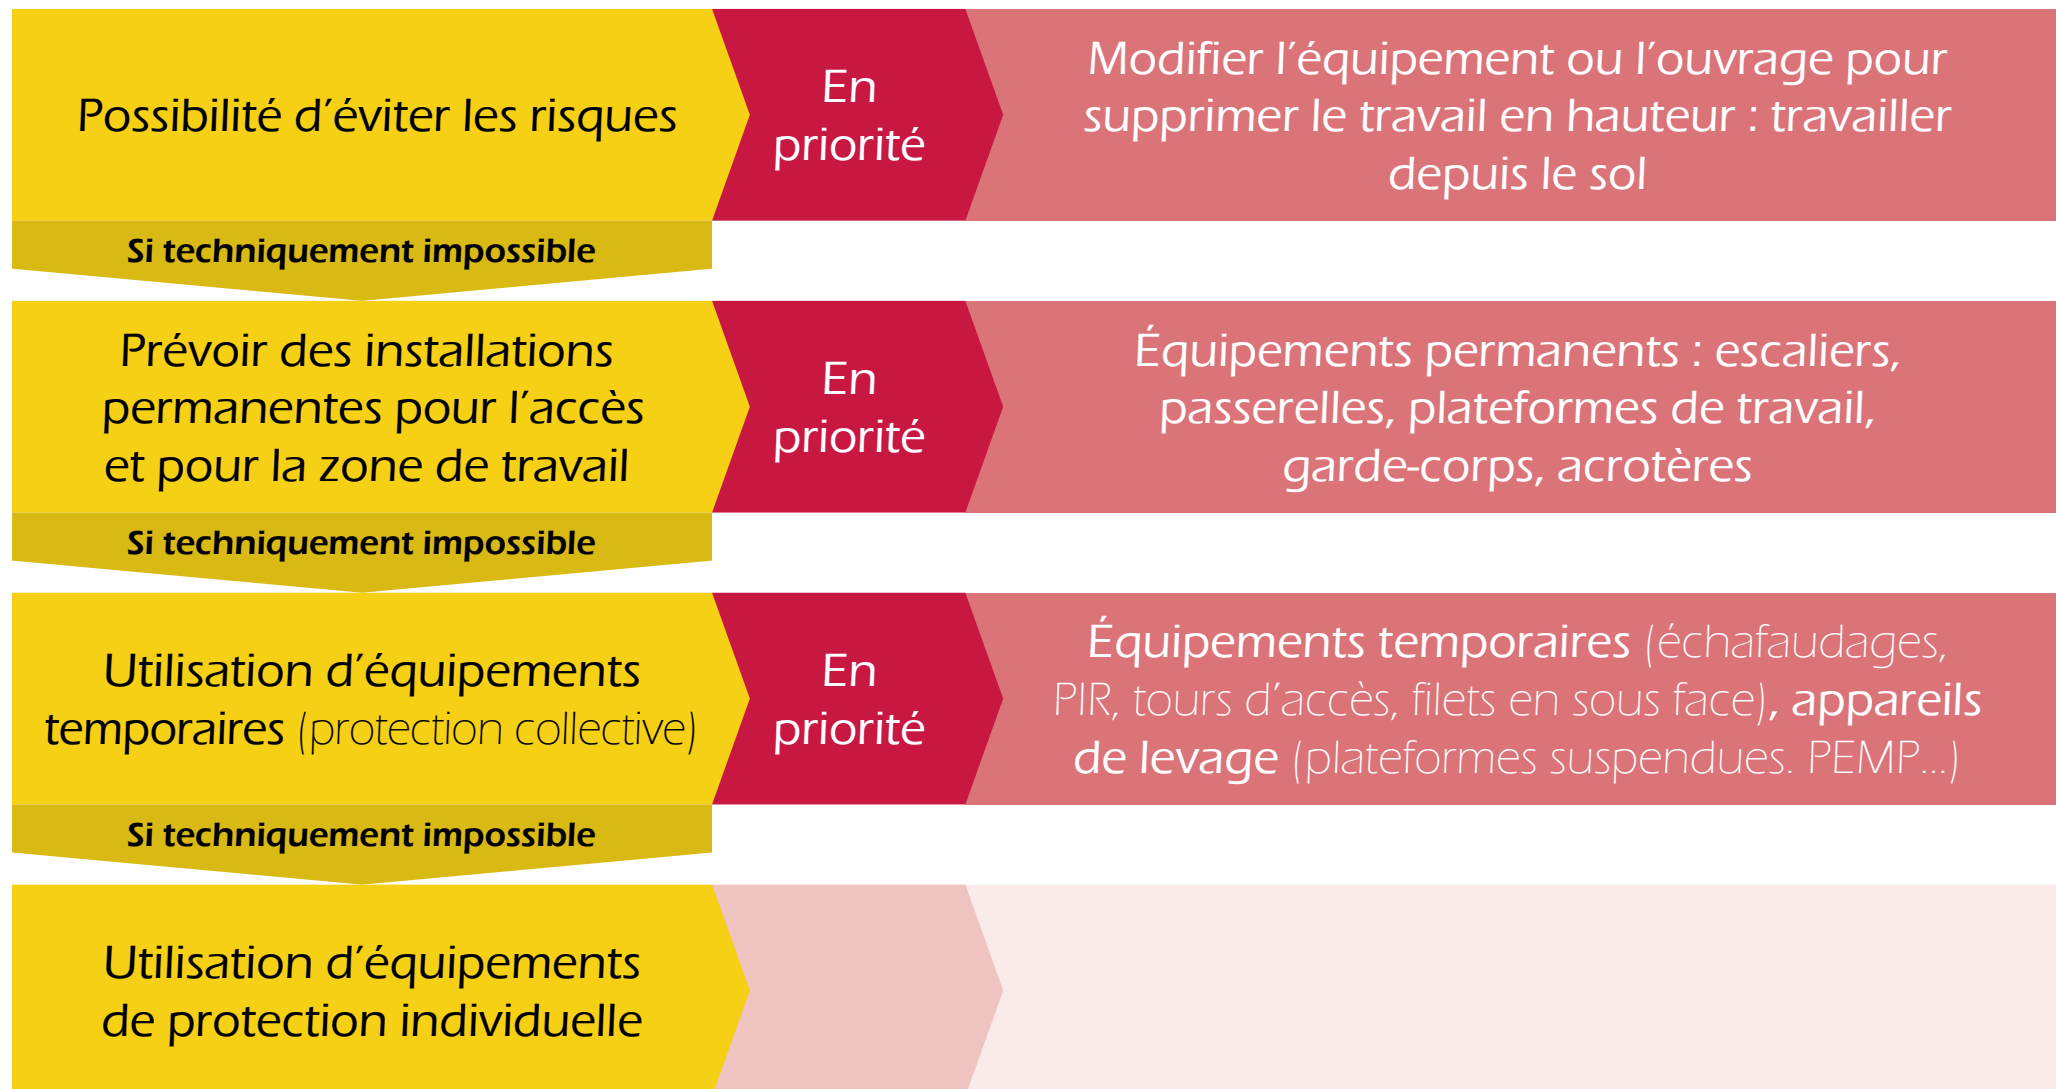 Possibilité d'éviter les risques
En
priorité
Modifier l'équipement ou l'ouvrage pour
supprimer le travail en hauteur : travailler
depuis le sol
Si techniquement impossible
Prévoir des installations
permanentes pour l'accès
et pour la zone de travail
En
priorité
Équipements permanents : escaliers,
passerelles, plateformes de travail,
garde-corps, acrotères
Si techniquement impossible
Utilisation d'équipements
temporaires (protection collective)
En
priorité
Équipements temporaires (échafaudages,
PIR, tours d'accès, filets en sous face), appareils
de levage (plateformes suspendues. PEMP...)
Si techniquement impossible
Utilisation d'équipements
de protection individuelle